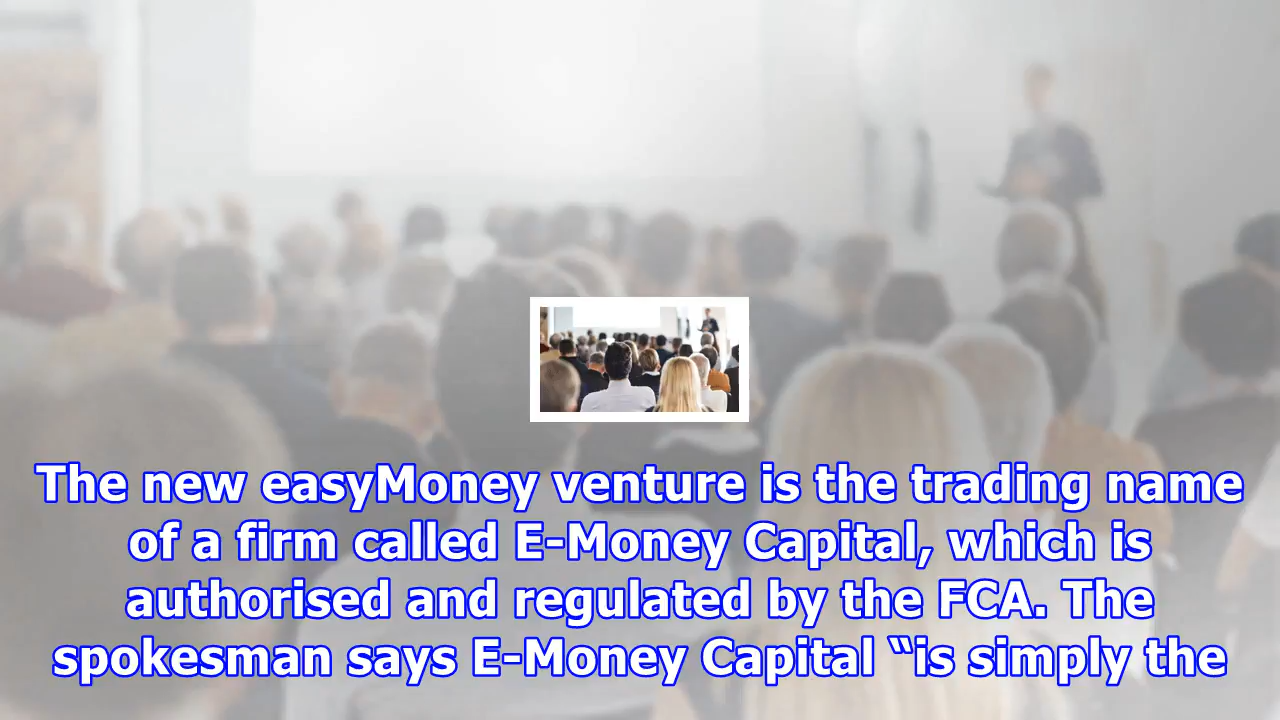 The new easyMoney venture is the trading name
of a firm called E-Money Capital, which is
authorised and regulated by the FCA. The
spokesman says E-Money Capital “is simply the